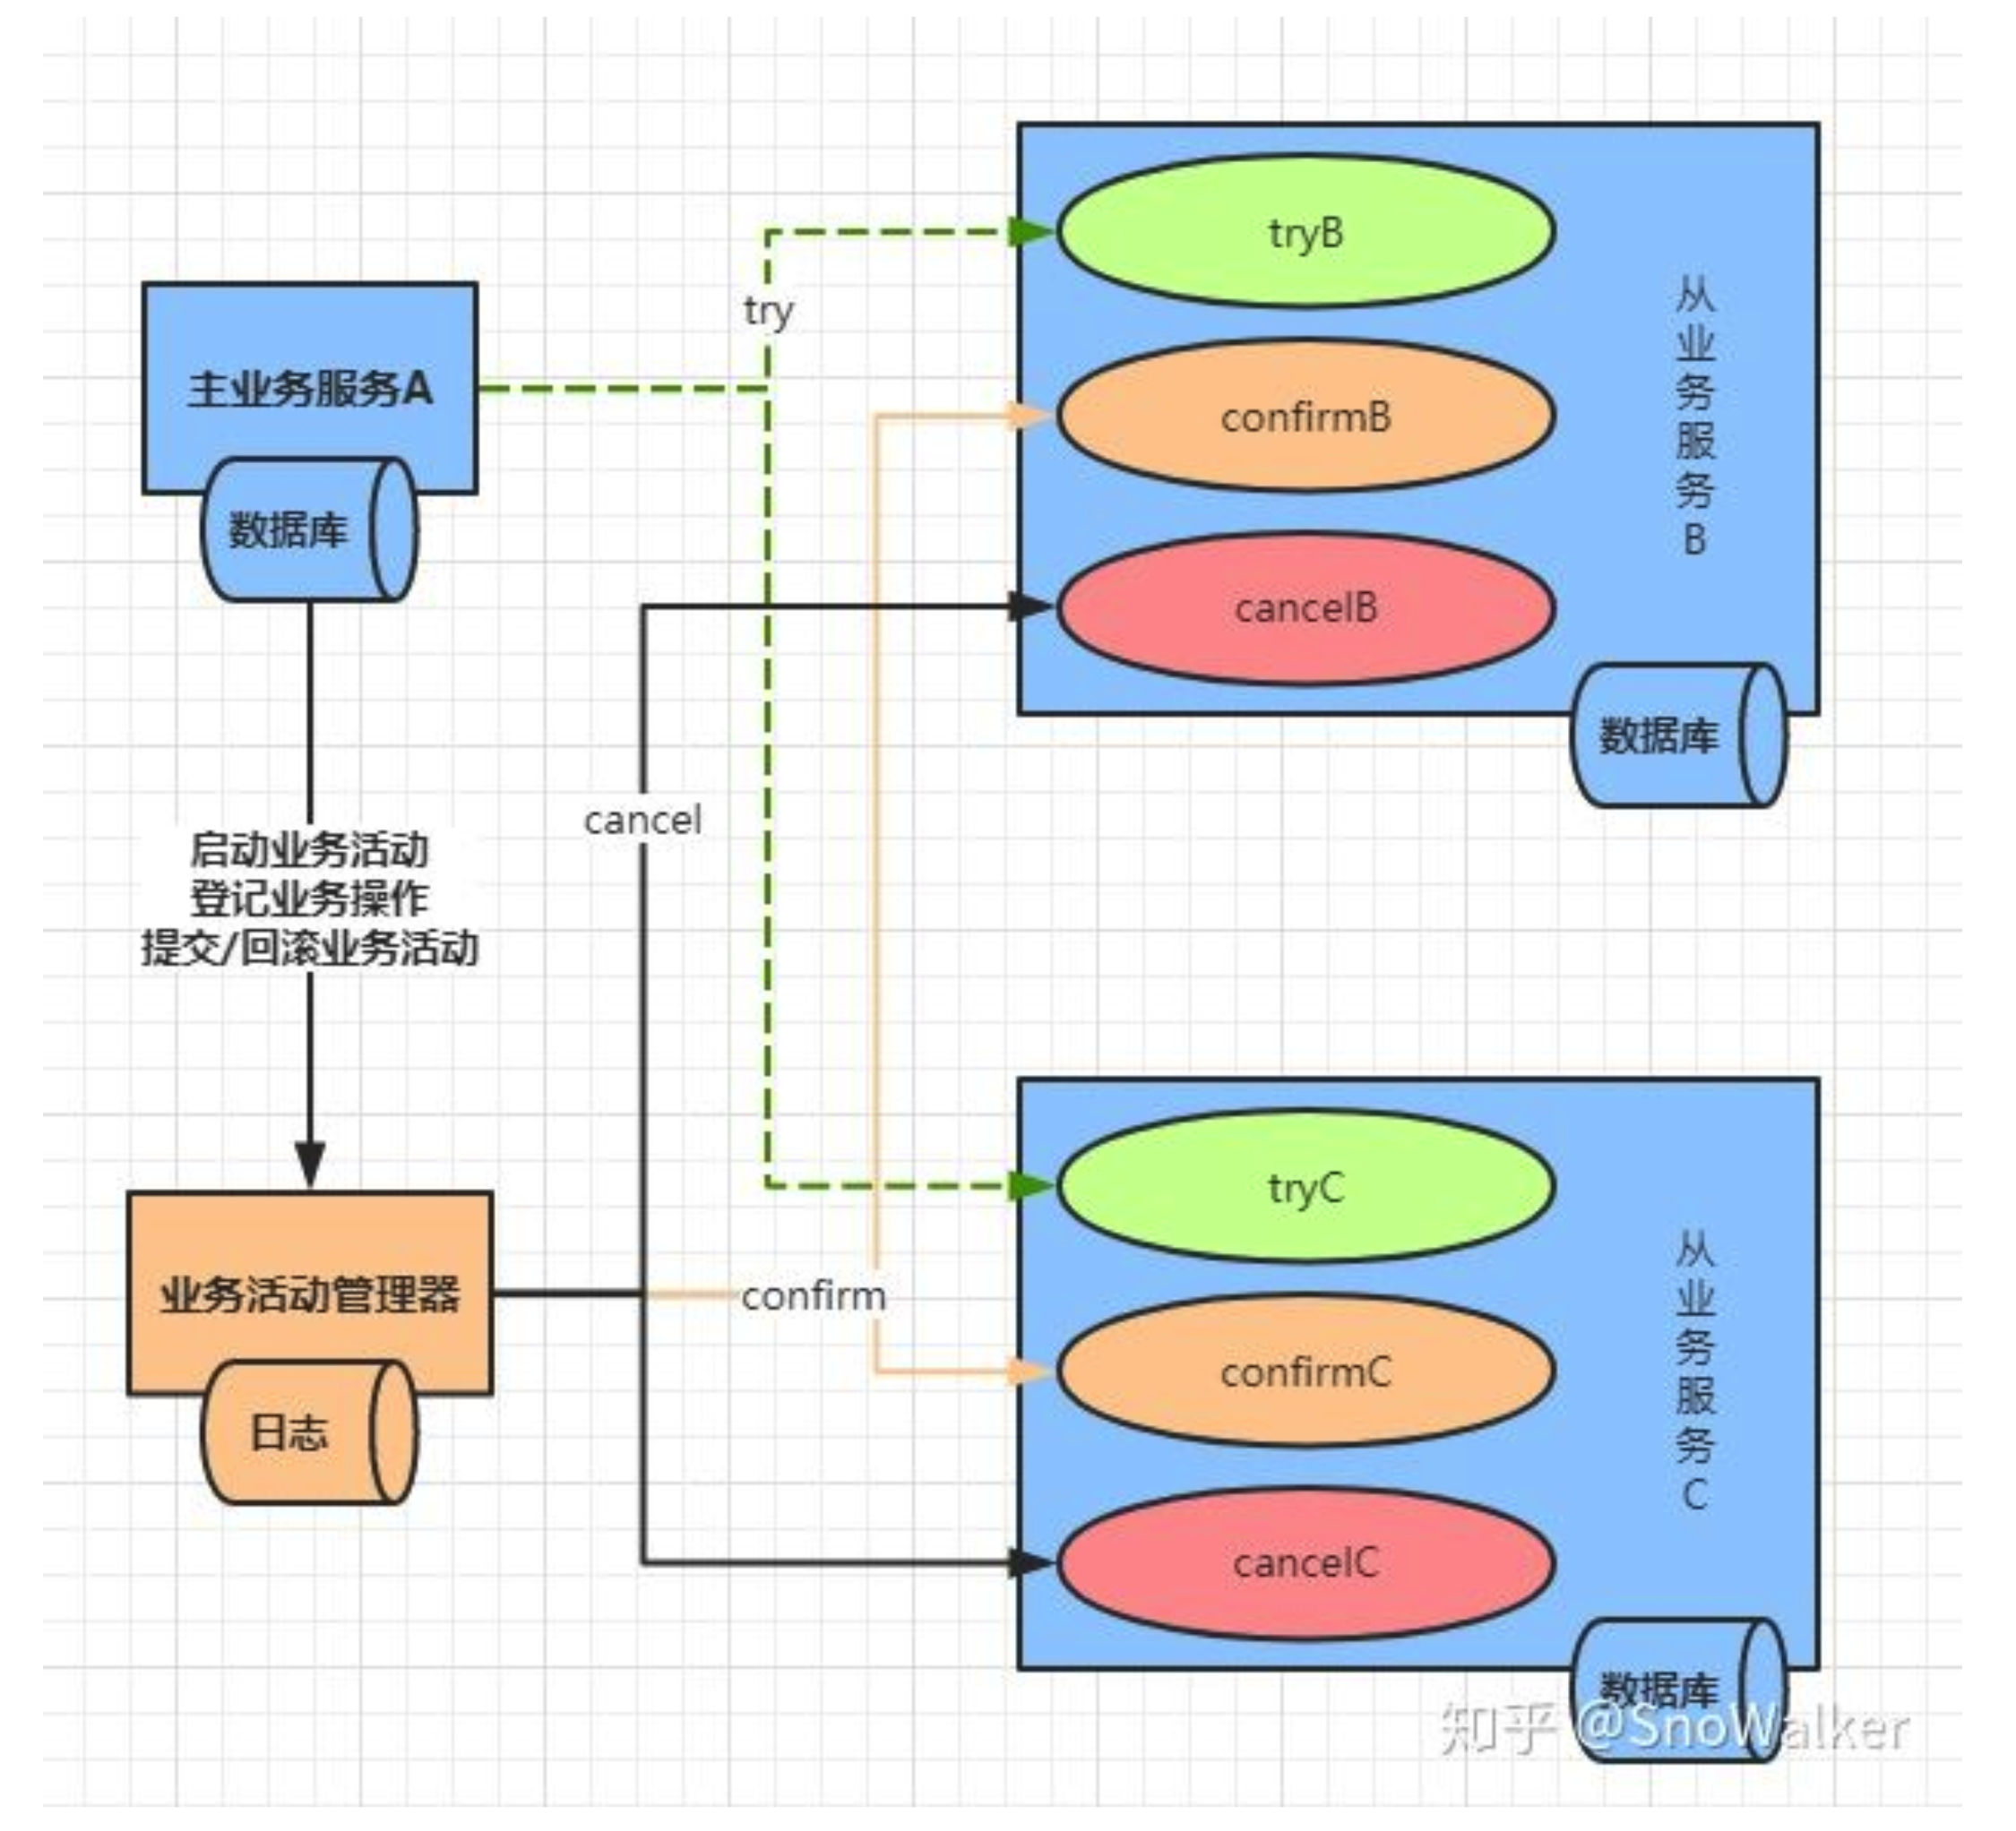 主业务服务A
数据库
启动业务活动
登记业务操作
提交/回滚业务活动
业务活动管理器
日志
try
cancel
confirm
tryB
confirmB
cancelB
从业务服务B
数据库
tryC
confirmC
cancelC
从业务服务C
数据库
知乎 @SnoWalker